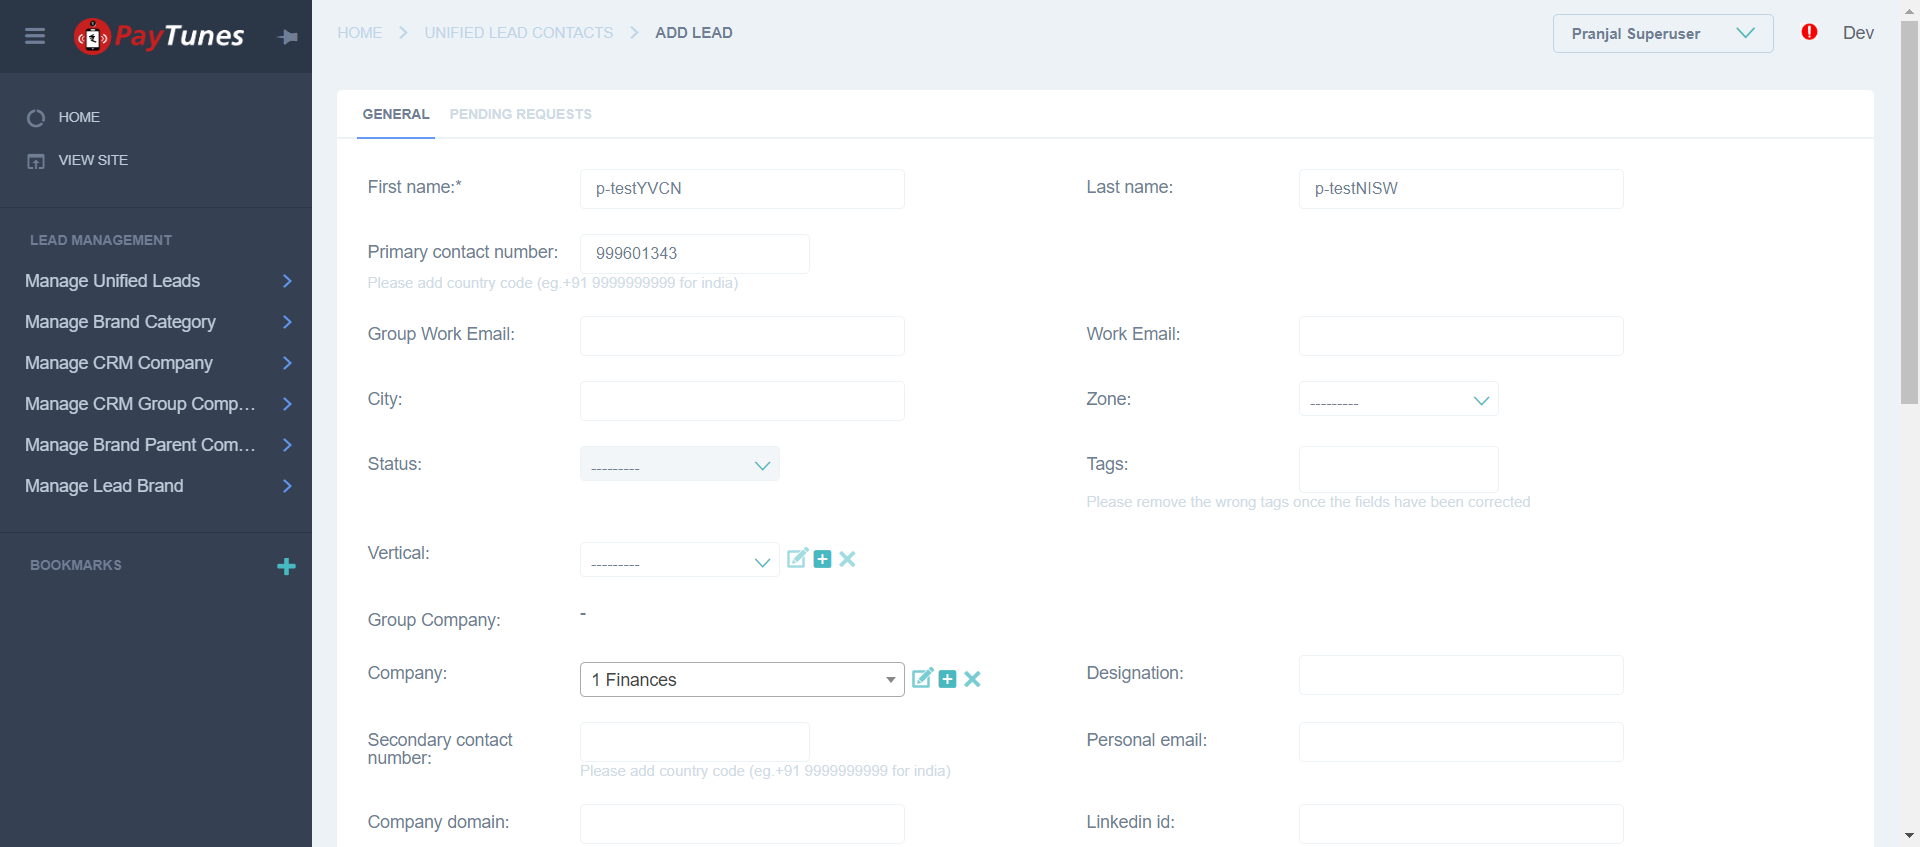 PayTunes
HOME
UNIFIED LEAD CONTACTS
ADD LEAD
Pranjal Superuser
Dev
HOME
VIEW SITE
LEAD MANAGEMENT
Manage Unified Leads
Manage Brand Category
Manage CRM Company
Manage CRM Group Comp...
Manage Brand Parent Com...
Manage Lead Brand
BOOKMARKS
GENERAL
PENDING REQUESTS
First name:*
p-testYVCN
Last name:
p-testNISW
Primary contact number:
999601343
Please add country code (eg.+91 9999999999 for india)
Group Work Email:
Work Email:
City:
Zone:
---------
Status:
---------
Tags:
Please remove the wrong tags once the fields have been corrected
Vertical:
---------
Group Company:
-
Company:
1 Finances
Designation:
Secondary contact
number:
Please add country code (eg.+91 9999999999 for india)
Personal email:
Company domain:
Linkedin id: